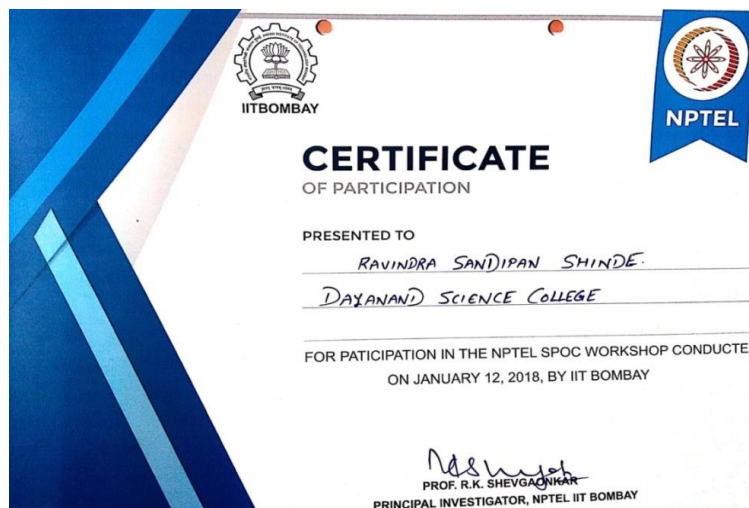 IITBOMBAY
NPTEL
CERTIFICATE
OF PARTICIPATION
PRESENTED TO
RAVINDRA SANDIPAN SHINDE.
DAYANAND SCIENCE COLLEGE
FOR PATICIPATION IN THE NPTEL SPOC WORKSHOP CONDUCTE
ON JANUARY 12, 2018, BY IIT BOMBAY
PROF. R.K. SHEVGAONKAR
PRINCIPAL INVESTIGATOR, NPTEL IIT BOMBAY